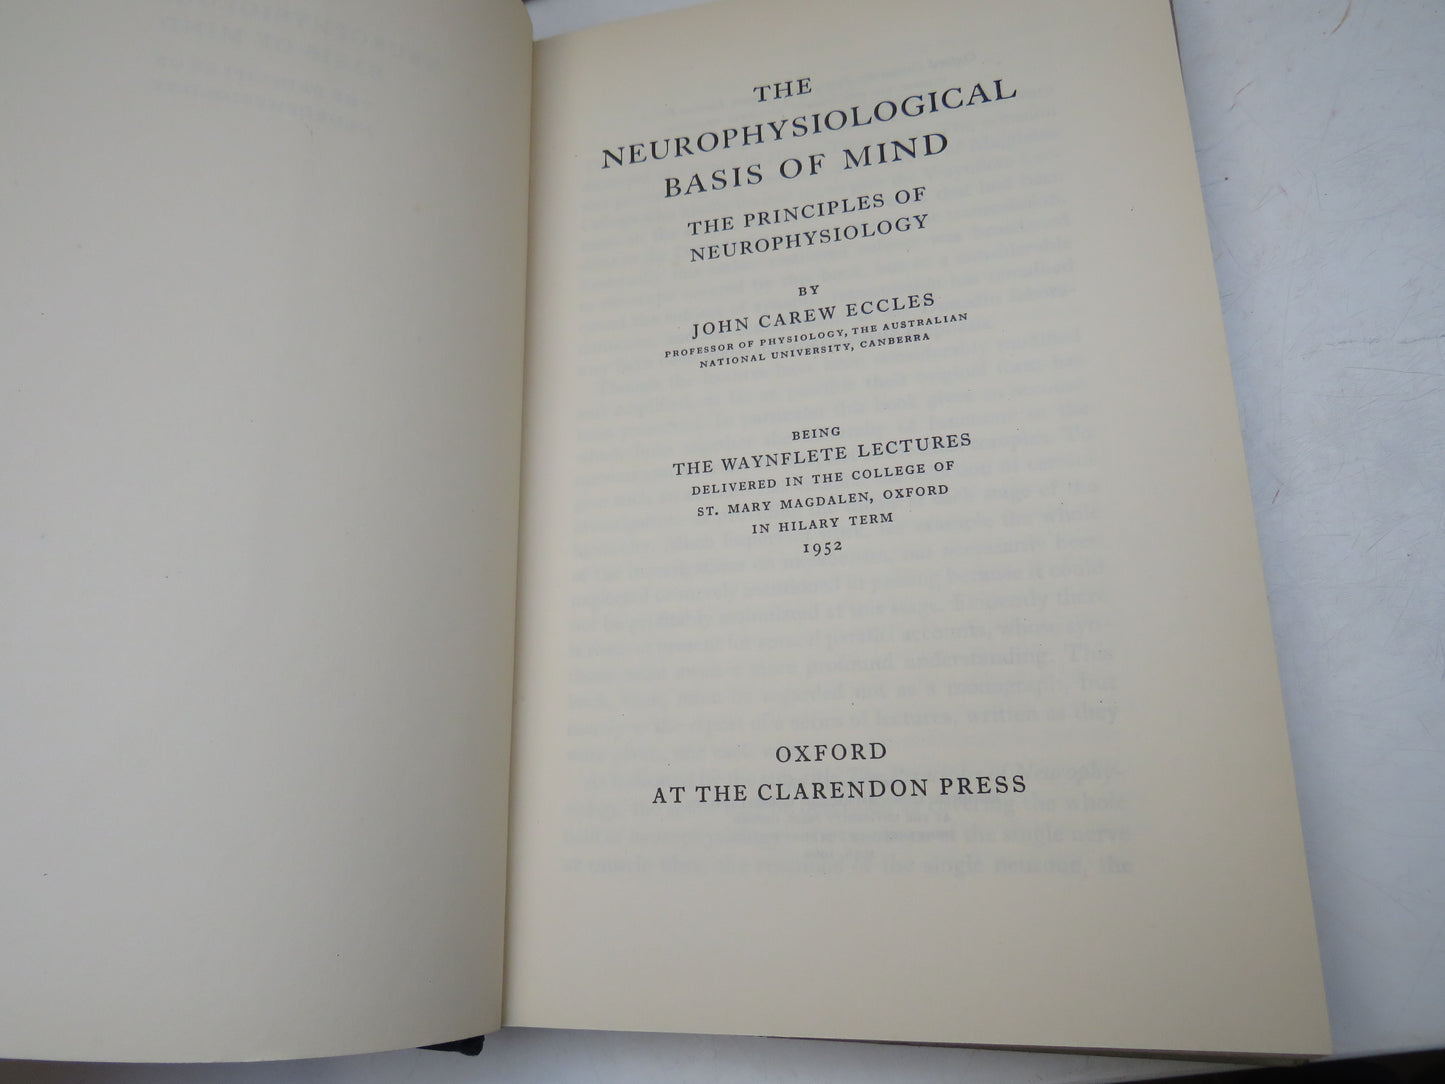 THE
NEUROPHYSIOLOGICAL
BASIS OF MIND
THE PRINCIPLES OF
NEUROPHYSIOLOGY
BY
JOHN CAREW ECCLES
PROFESSOR OF PHYSIOLOGY, THE AUSTRALIAN
NATIONAL UNIVERSITY, CANBERRA
BEING
THE WAYNFLETE LECTURES
DELIVERED IN THE COLLEGE OF
ST. MARY MAGDALEN, OXFORD
IN HILARY TERM
1952
OXFORD
AT THE CLARENDON PRESS